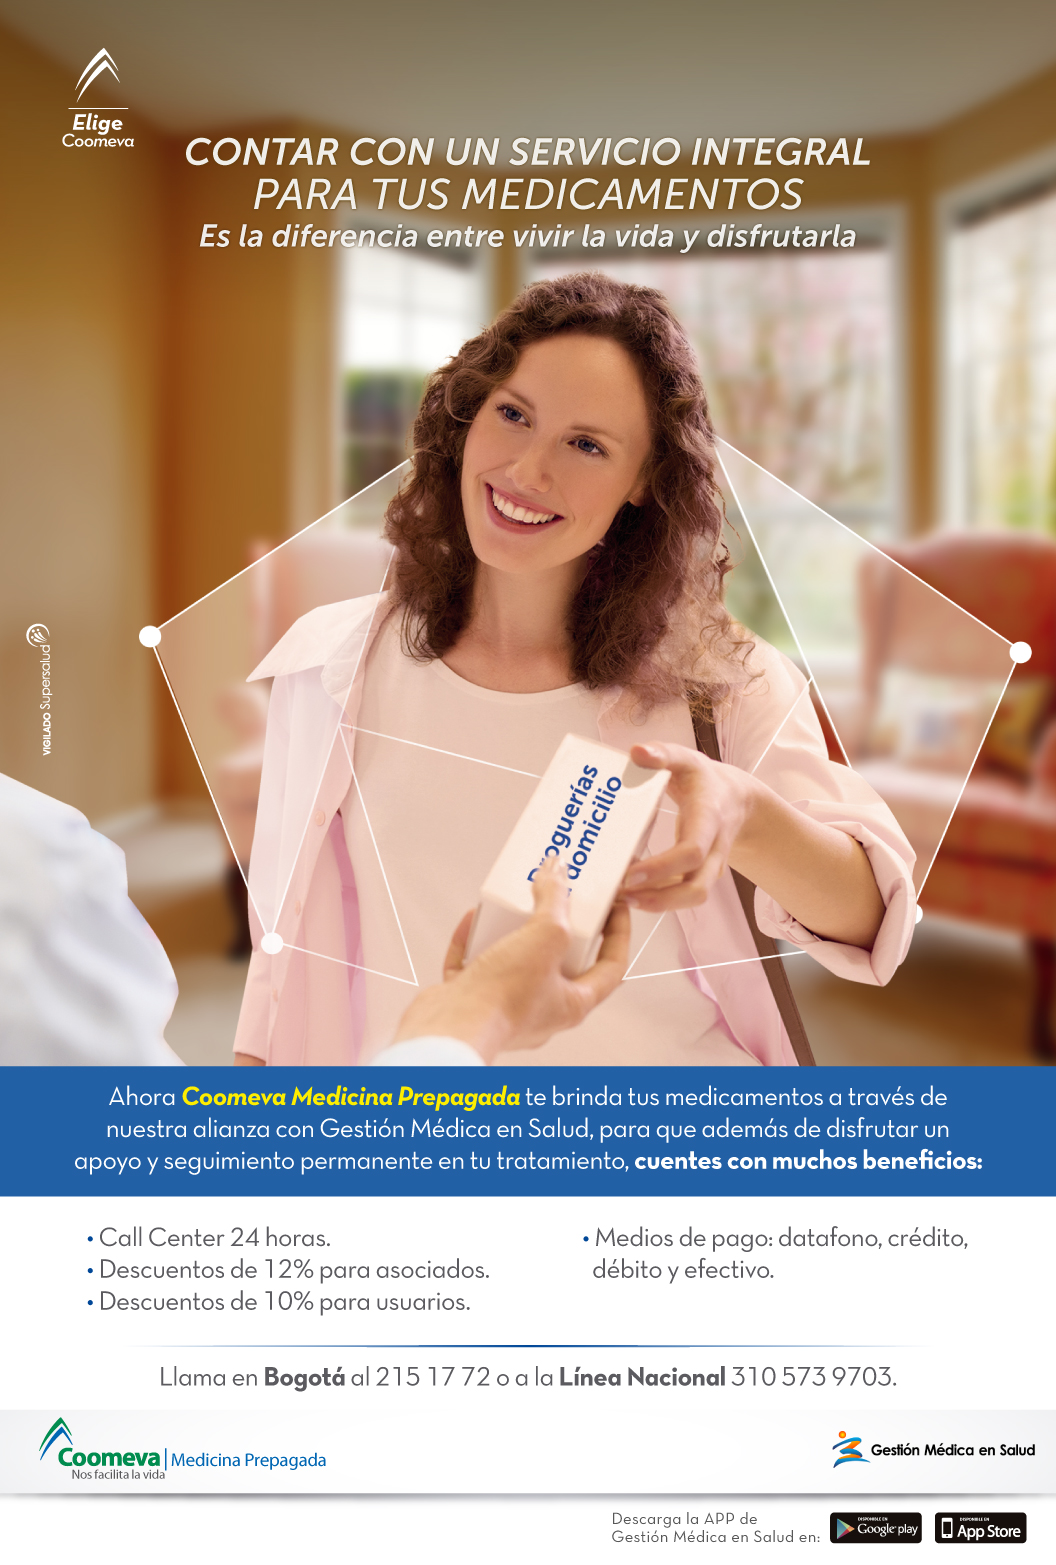 Elige
Coomeva
CONTAR CON UN SERVICIO INTEGRAL
PARA TUS MEDICAMENTOS
Es la diferencia entre vivir la vida y disfrutarla
VIGILADO Supersalud
Droguerías
domicilio
Ahora Coomeva Medicina Prepagada te brinda tus medicamentos a través de
nuestra alianza con Gestión Médica en Salud, para que además de disfrutar un
apoyo y seguimiento permanente en tu tratamiento, cuentes con muchos beneficios:
• Call Center 24 horas.
• Descuentos de 12% para asociados.
• Descuentos de 10% para usuarios.
• Medios de pago: datafono, crédito,
débito y efectivo.
Llama en Bogotá al 215 17 72 o a la Línea Nacional 310 573 9703.
Coomeva | Medicina Prepagada
Nos facilita la vida
Gestión Médica en Salud
Descarga la APP de
Gestión Médica en Salud en:
DISPONIBLE EN
Google play
DISPONIBLE EN
App Store